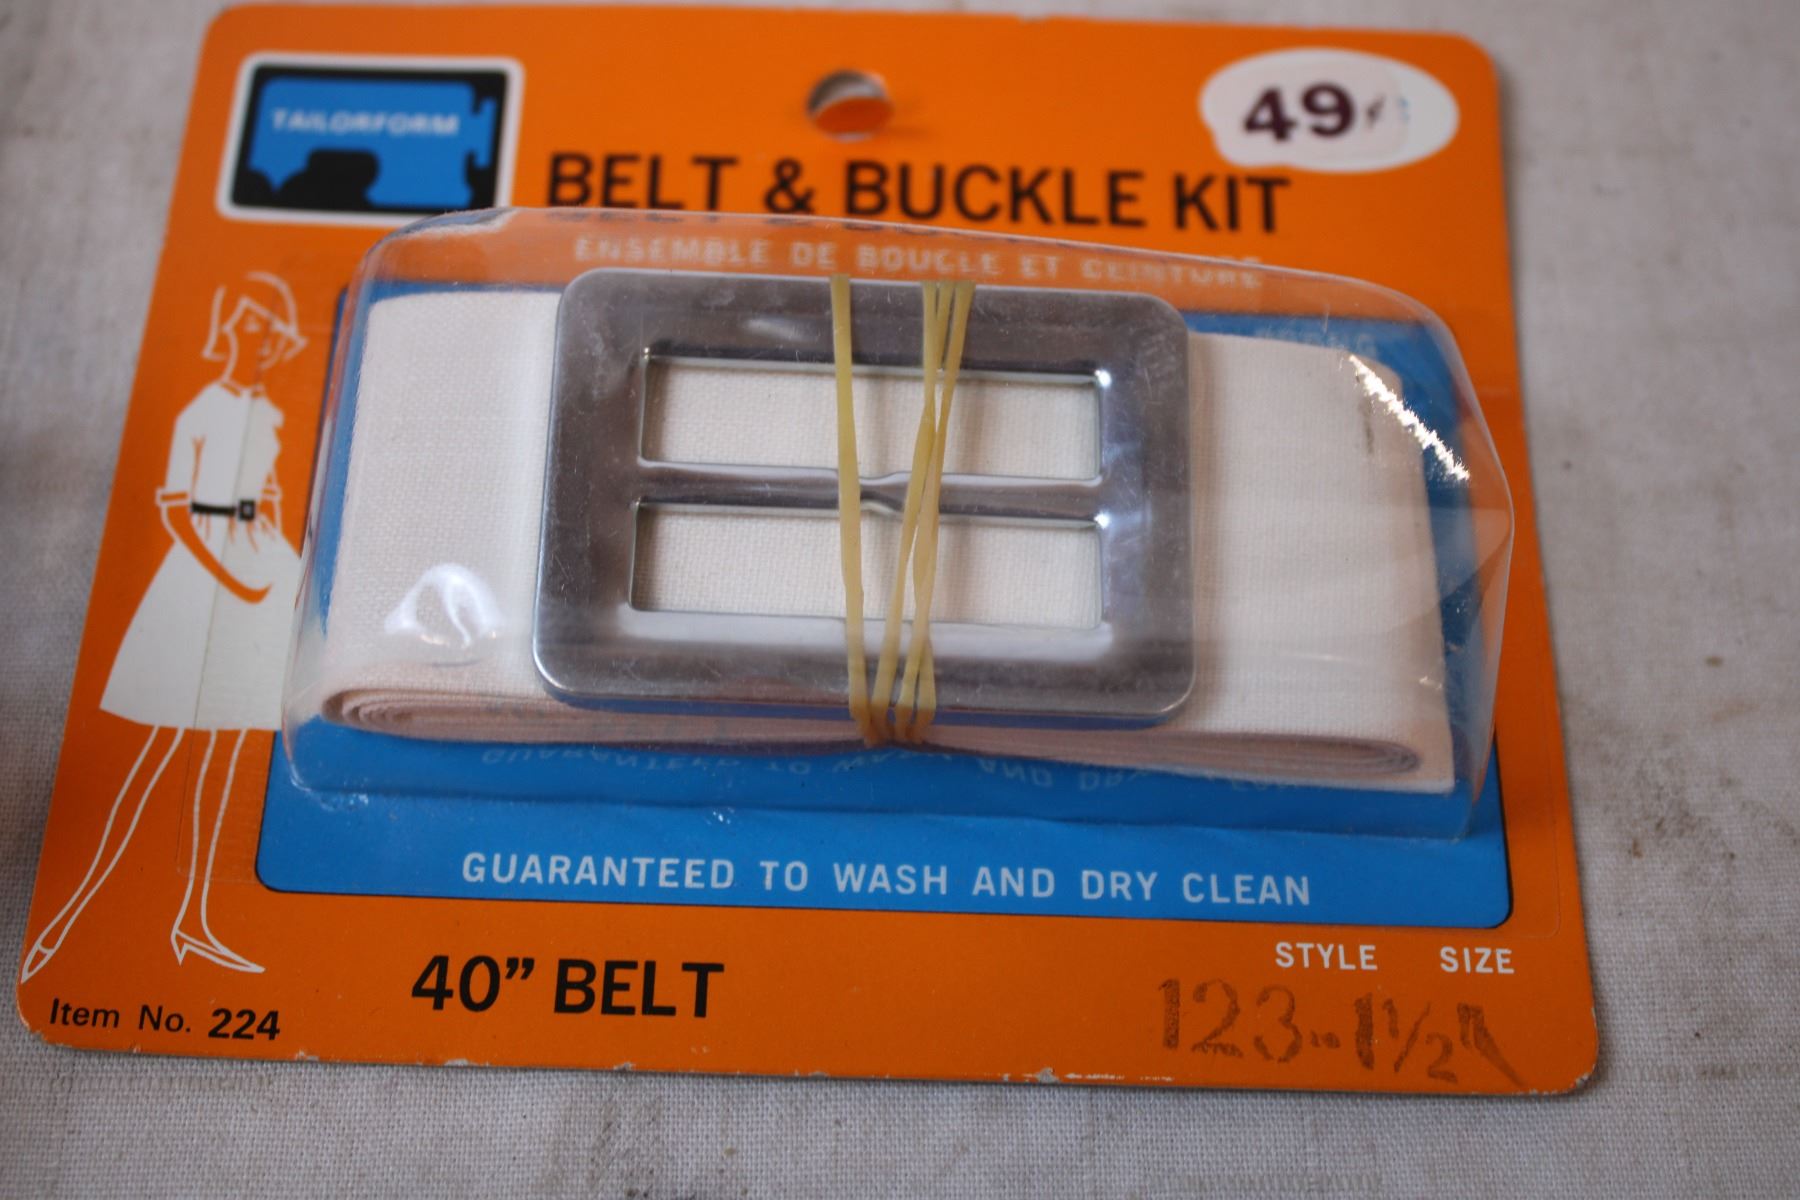 TAILORFORM
49¢
BELT & BUCKLE KIT
ENSEMBLE DE BOUCLE ET CEINTURE
GUARANTEED TO WASH AND DRY CLEAN
STYLE SIZE
40” BELT
123-1½"
Item No. 224